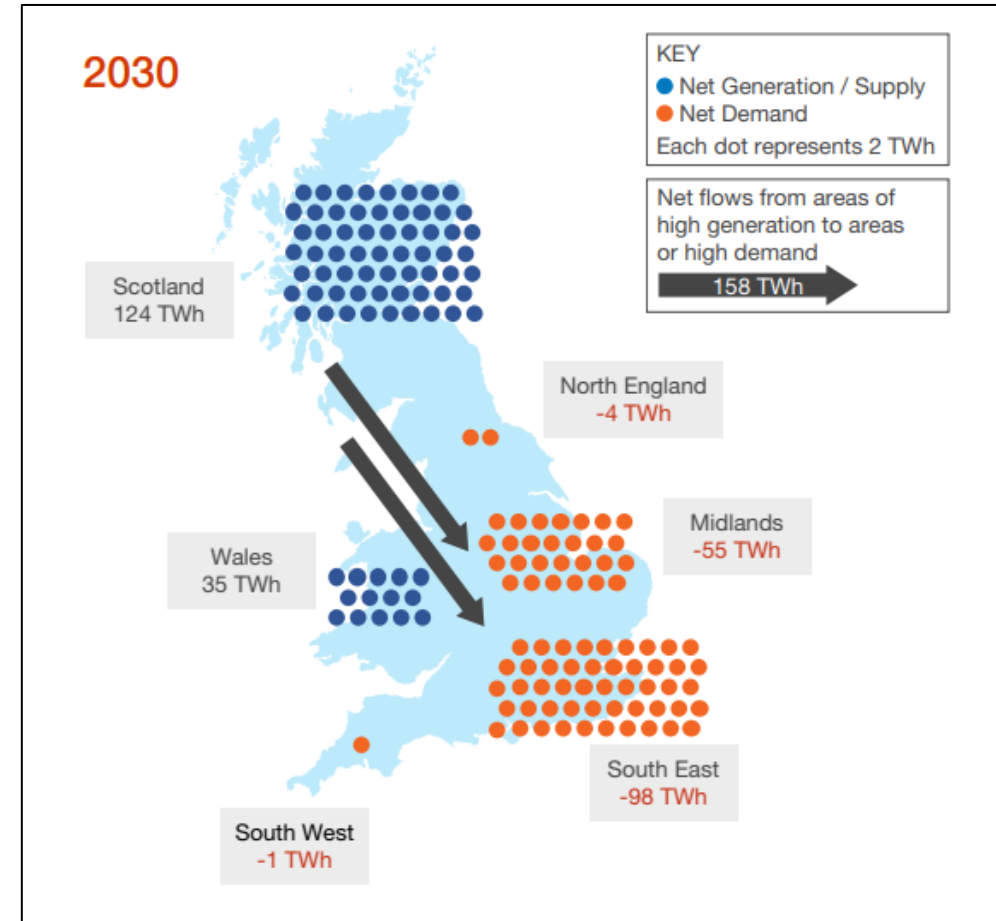 2030
KEY
Net Generation / Supply
Net Demand
Each dot represents 2 TWh
Net flows from areas of
high generation to areas
or high demand
158 TWh
Scotland
124 TWh
North England
-4 TWh
Midlands
-55 TWh
Wales
35 TWh
South East
-98 TWh
South West
-1 TWh